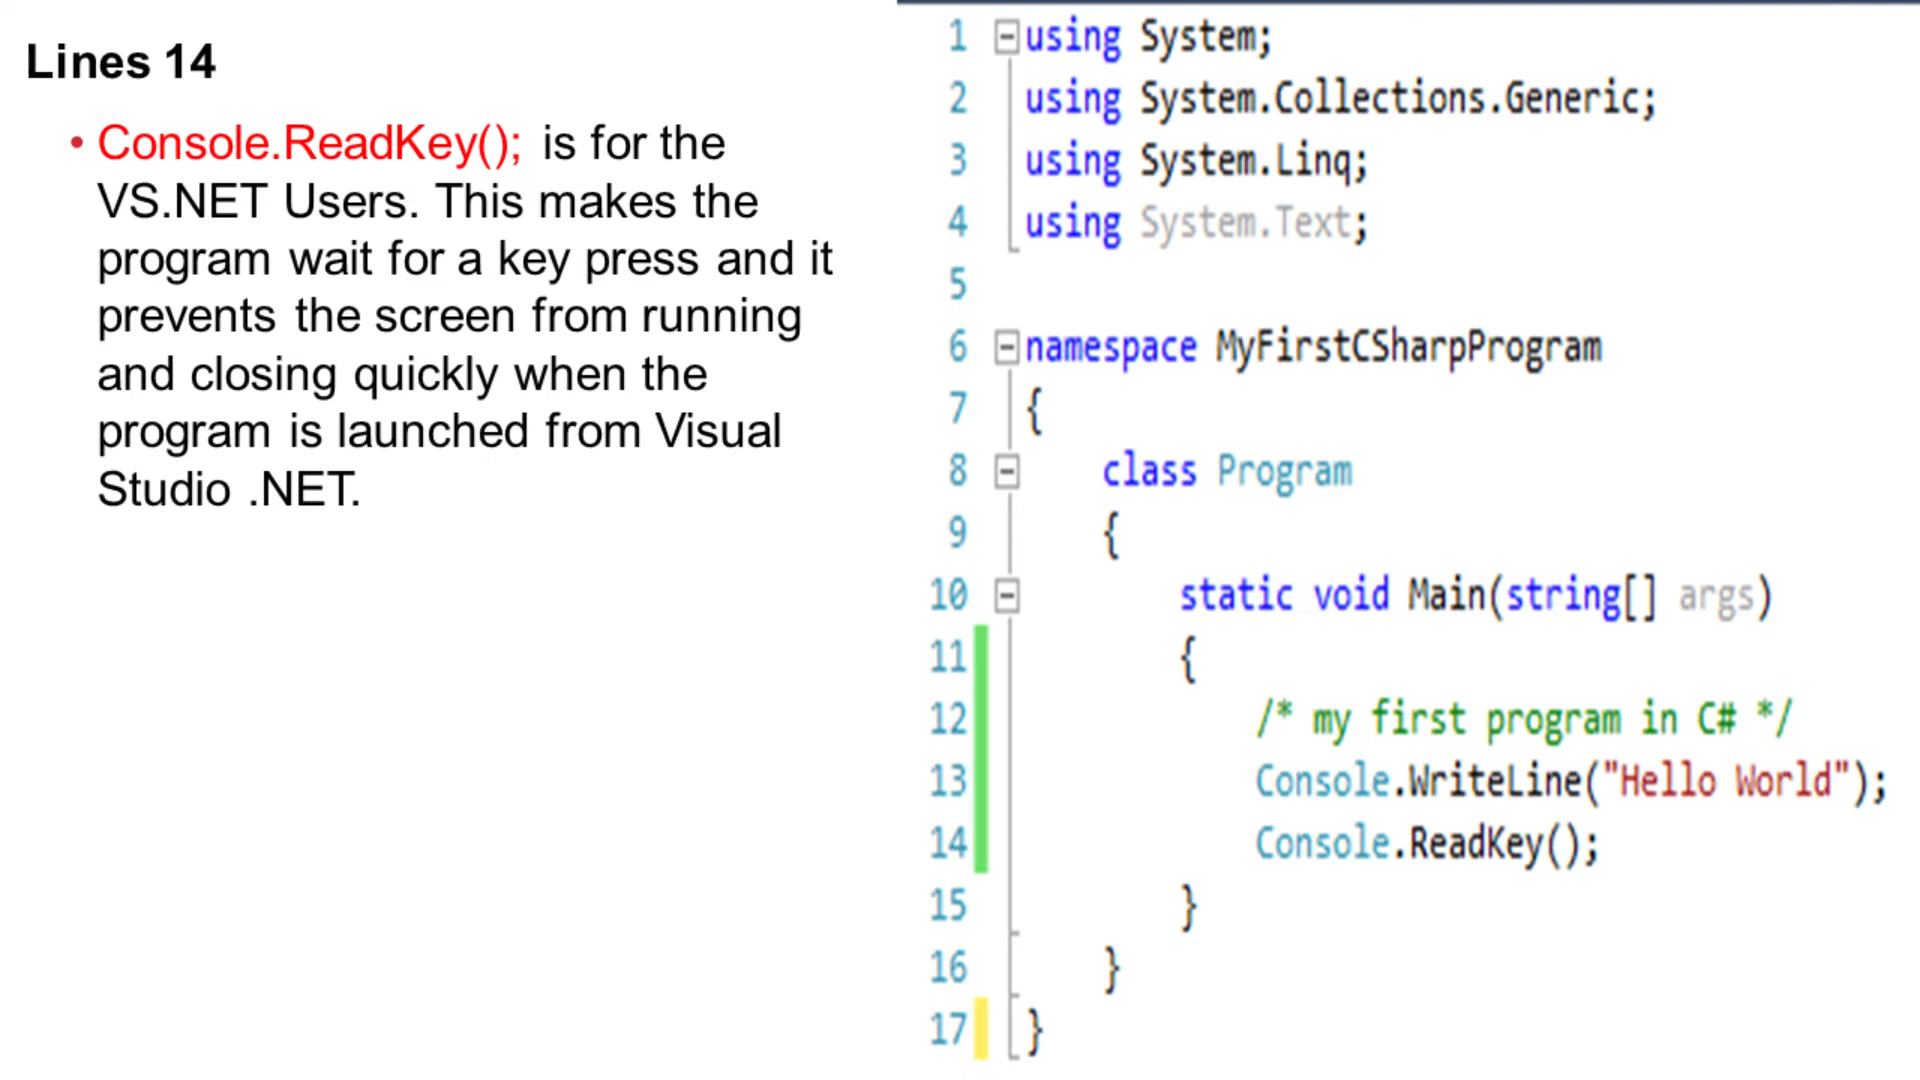 Lines 14
• Console.ReadKey(); is for the
VS.NET Users. This makes the
program wait for a key press and it
prevents the screen from running
and closing quickly when the
program is launched from Visual
Studio .NET.
1 using System;
2 using System.Collections.Generic;
3 using System.Linq;
4 using System.Text;
5
6 namespace MyFirstCSharpProgram
7 {
8 class Program
9 {
10 static void Main(string[] args)
11 {
12 /* my first program in C# */
13 Console.WriteLine("Hello World");
14 Console.ReadKey();
15 }
16 }
17 }